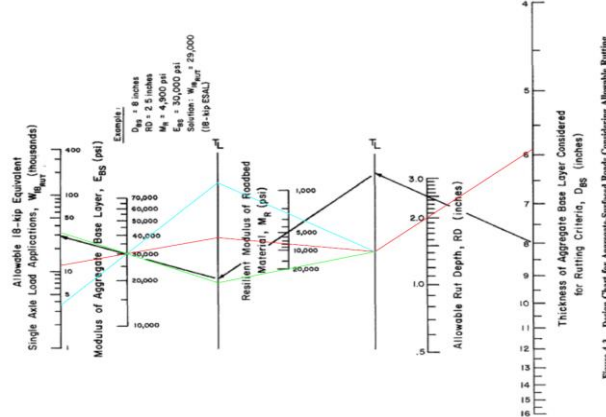 Allowable 18-kip Equivalent
Single Axle Load Applications, W18RUT (thousands)
400
100
50
10
5
1
Modulus of Aggregate Base Layer, EBS (psi)
70,000
60,000
50,000
40,000
30,000
20,000
10,000
Example:
DBS = 8 inches
RD = 2.5 inches
MR = 4,900 psi
EBS = 30,000 psi
Solution: W18RUT = 29,000
(18-kip ESAL)
TL
Resilient Modulus of Roadbed
Material, MR (psi)
1,000
5,000
10,000
20,000
TL
Allowable Rut Depth, RD (inches)
3.0
2.0
1.0
.5
Thickness of Aggregate Base Layer Considered
for Rutting Criteria, DBS (inches)
4
5
6
7
8
9
10
11
12
13
14
15
16
Design Chart for Aggregate-Surfaced Roads Considering Allowable Rutting